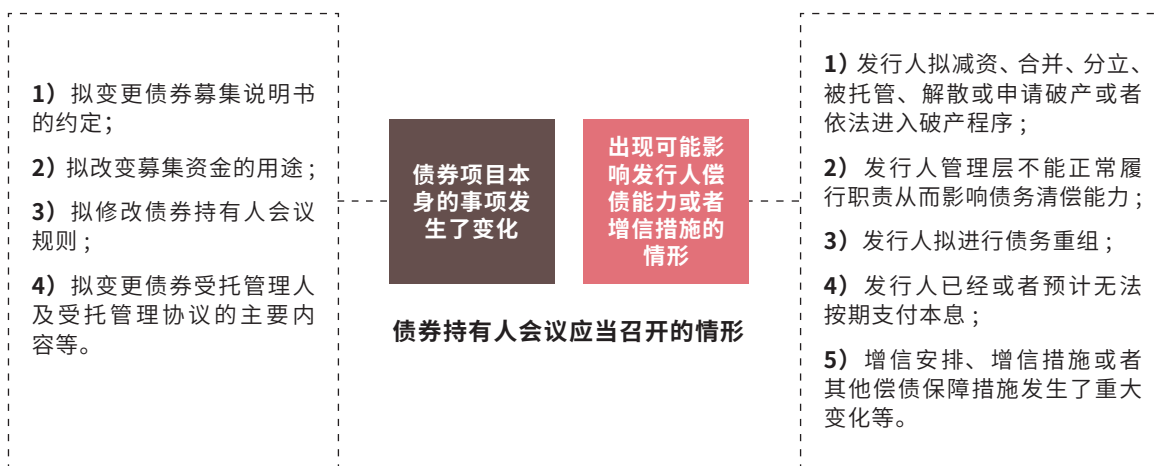 1）拟变更债券募集说明书
的约定；
2）拟改变募集资金的用途；
3）拟修改债券持有人会议
规则；
4）拟变更债券受托管理人
及受托管理协议的主要内
容等。
债券项目本
身的事项发
生了变化
出现可能影
响发行人偿
债能力或者
增信措施的
情形
债券持有人会议应当召开的情形
1）发行人拟减资、合并、分立、
被托管、解散或申请破产或者
依法进入破产程序；
2）发行人管理层不能正常履
行职责从而影响债务清偿能力；
3）发行人拟进行债务重组；
4）发行人已经或者预计无法
按期支付本息；
5）增信安排、增信措施或者
其他偿债保障措施发生了重大
变化等。